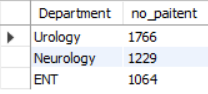 Department no_paitent
Urology 1766
Neurology 1229
ENT 1064